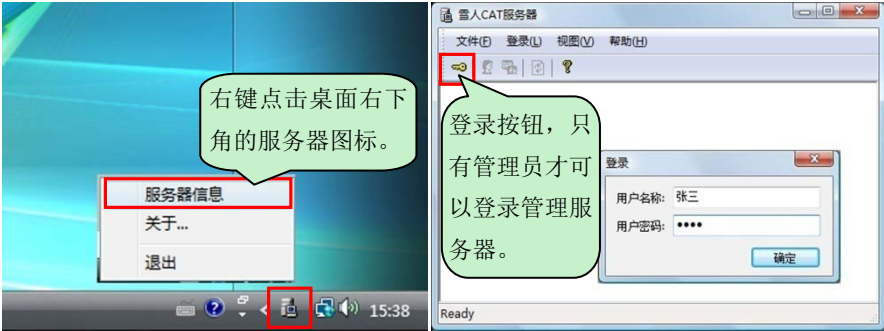 右键点击桌面右下
角的服务器图标。
服务器信息
关于...
退出
15:38
雪人CAT服务器
文件(F) 登录(L) 视图(V) 帮助(H)
登录按钮，只
有管理员才可
以登录管理服
务器。
登录
用户名称: 张三
用户密码: ••••
确定
Ready